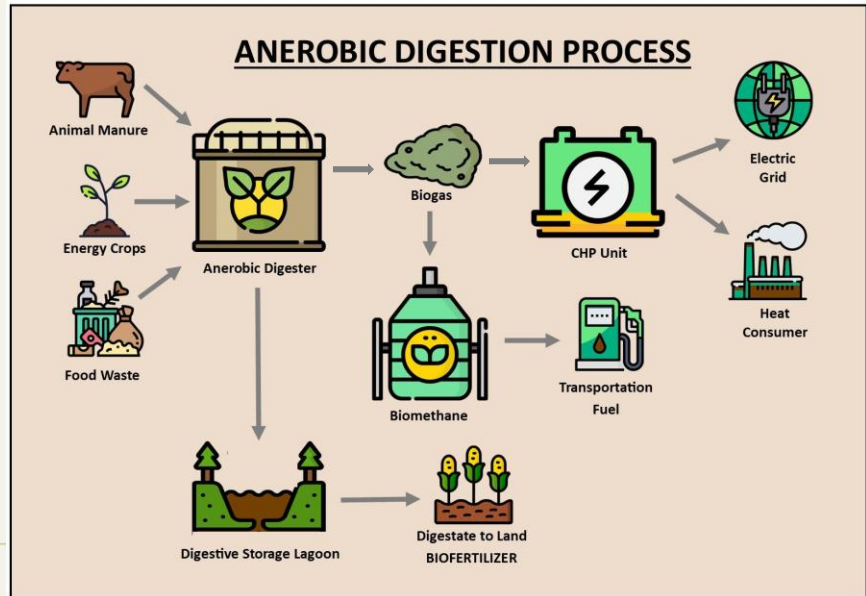 ANEROBIC DIGESTION PROCESS
Animal Manure
Energy Crops
Food Waste
Anerobic Digester
Biogas
CHP Unit
Electric
Grid
Heat
Consumer
Biomethane
Transportation
Fuel
Digestive Storage Lagoon
Digestate to Land
BIOFERTILIZER